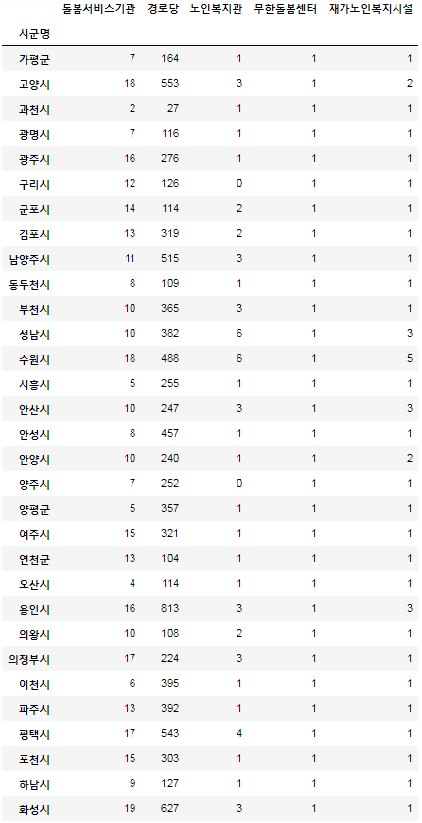 돌봄서비스기관 경로당 노인복지관 무한돌봄센터 재가노인복지시설
시군명
가평군 7 164 1 1 1
고양시 18 553 3 1 2
과천시 2 27 1 1 1
광명시 7 116 1 1 1
광주시 16 276 1 1 1
구리시 12 126 0 1 1
군포시 14 114 2 1 1
김포시 13 319 2 1 1
남양주시 11 515 3 1 1
동두천시 8 109 1 1 1
부천시 10 365 3 1 1
성남시 10 382 6 1 3
수원시 18 488 6 1 5
시흥시 5 255 1 1 1
안산시 10 247 3 1 3
안성시 8 457 1 1 1
안양시 10 240 1 1 2
양주시 7 252 0 1 1
양평군 5 357 1 1 1
여주시 15 321 1 1 1
연천군 13 104 1 1 1
오산시 4 114 1 1 1
용인시 16 813 3 1 3
의왕시 10 108 2 1 1
의정부시 17 224 3 1 1
이천시 6 395 1 1 1
파주시 13 392 1 1 1
평택시 17 543 4 1 1
포천시 15 303 1 1 1
하남시 9 127 1 1 1
화성시 19 627 3 1 1